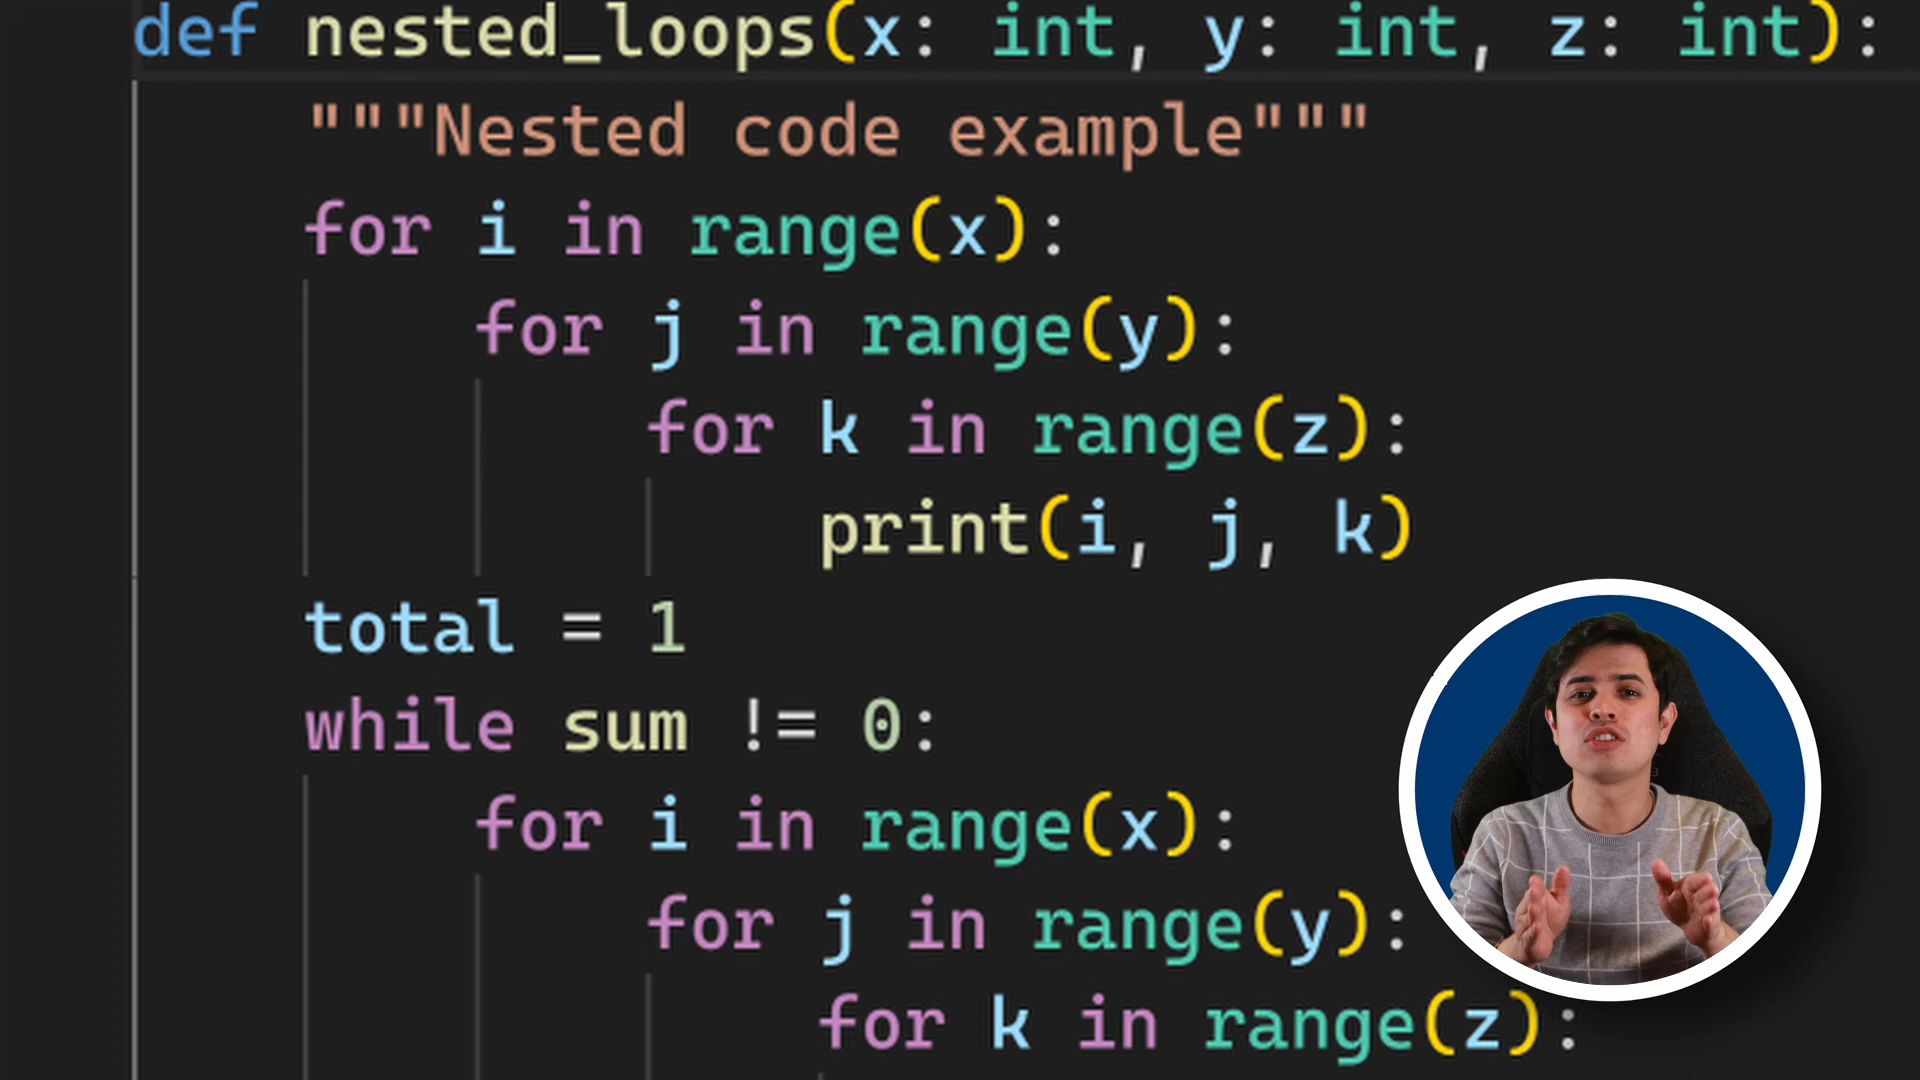 def nested_loops(x: int, y: int, z: int):
    """Nested code example"""
    for i in range(x):
        for j in range(y):
            for k in range(z):
                print(i, j, k)
    total = 1
    while sum != 0:
        for i in range(x):
            for j in range(y):
                for k in range(z):